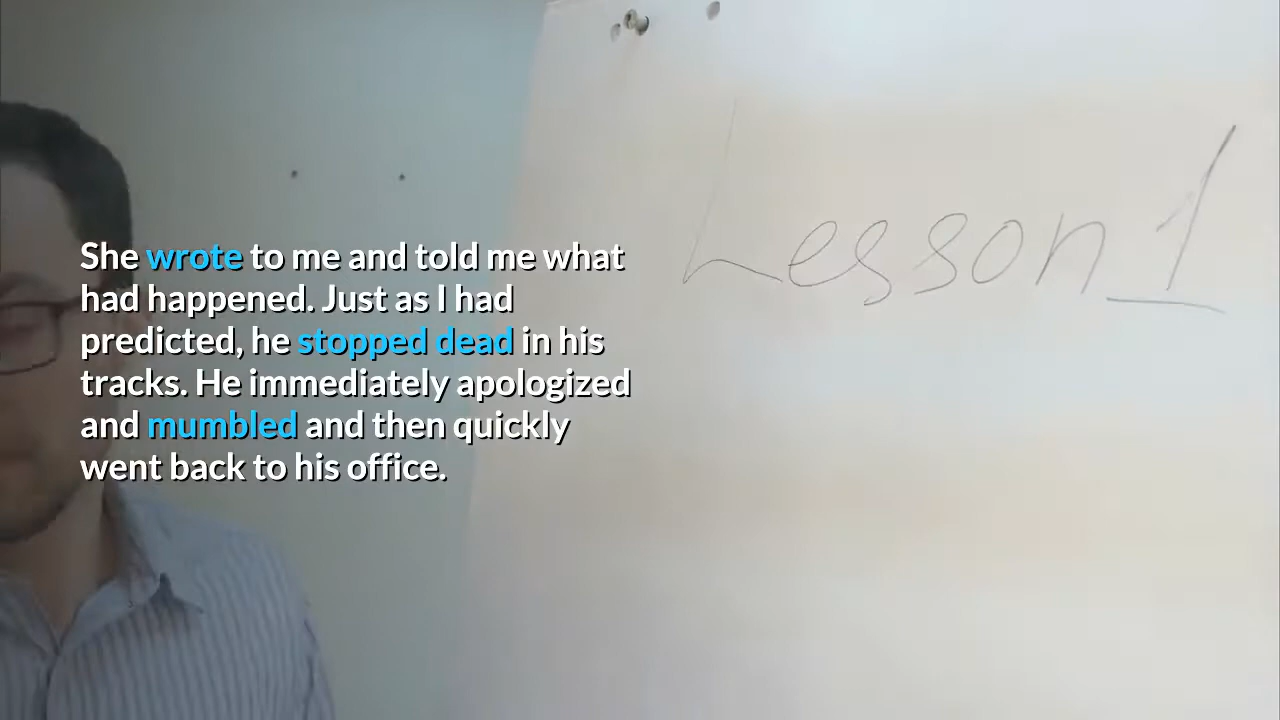 She wrote to me and told me what
had happened. Just as I had
predicted, he stopped dead in his
tracks. He immediately apologized
and mumbled and then quickly
went back to his office.
Lesson 1